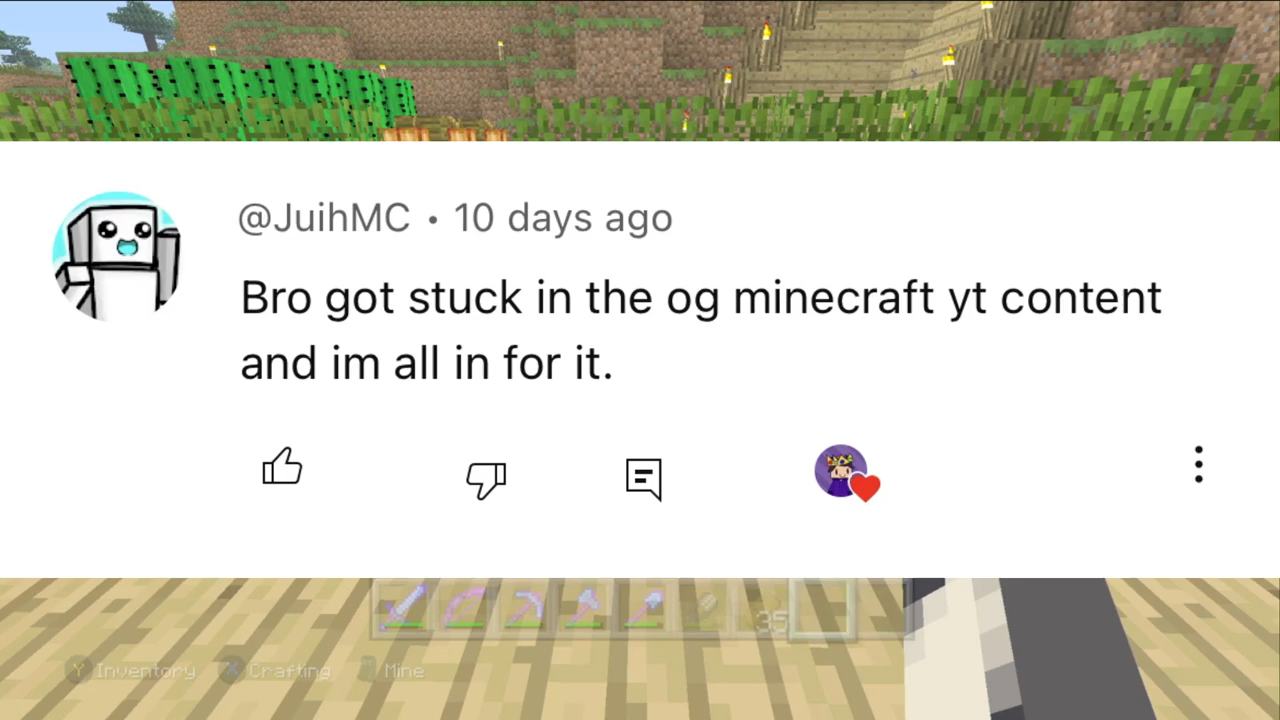 @JuihMC • 10 days ago
Bro got stuck in the og minecraft yt content
and im all in for it.
35
Y Inventory X Crafting Mine